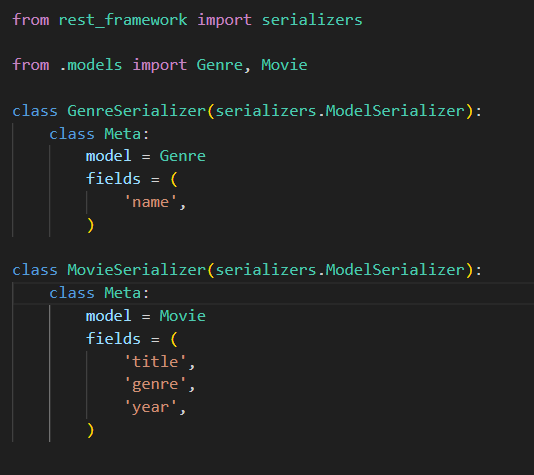 from rest_framework import serializers
from .models import Genre, Movie
class GenreSerializer(serializers.ModelSerializer):
    class Meta:
        model = Genre
        fields = (
            'name',
        )
class MovieSerializer(serializers.ModelSerializer):
    class Meta:
        model = Movie
        fields = (
            'title',
            'genre',
            'year',
        )